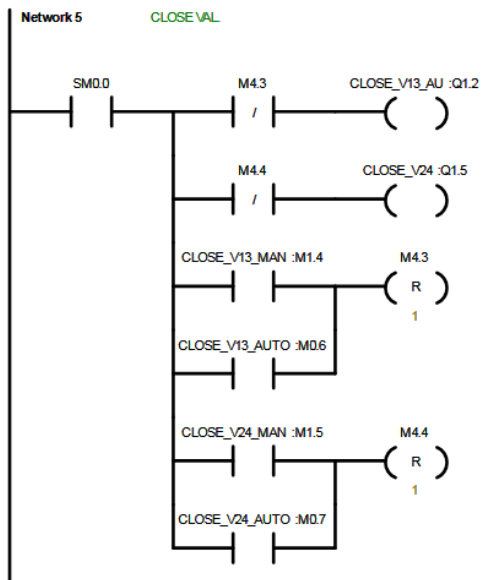 Network 5 CLOSE VAL.
SM0.0 M4.3 CLOSE_V13_AU :Q1.2
/
M4.4 CLOSE_V24 :Q1.5
/
CLOSE_V13_MAN :M1.4 M4.3
R
1
CLOSE_V13_AUTO :M0.6
CLOSE_V24_MAN :M1.5 M4.4
R
1
CLOSE_V24_AUTO :M0.7